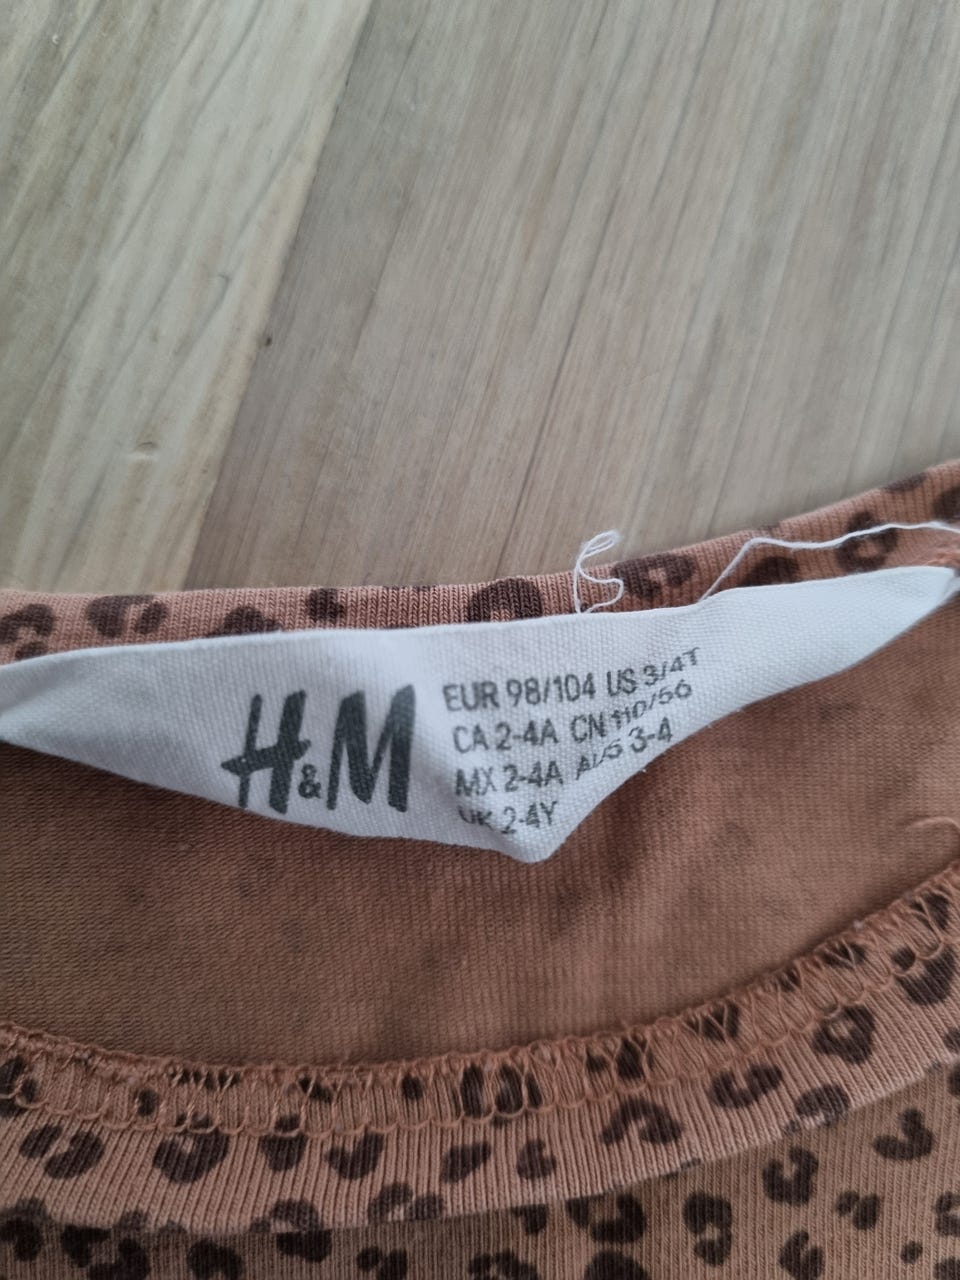 H&M
EUR 98/104 US 3/4T
CA 2-4A CN 110/56
MX 2-4A AUS 3-4
UK 2-4Y